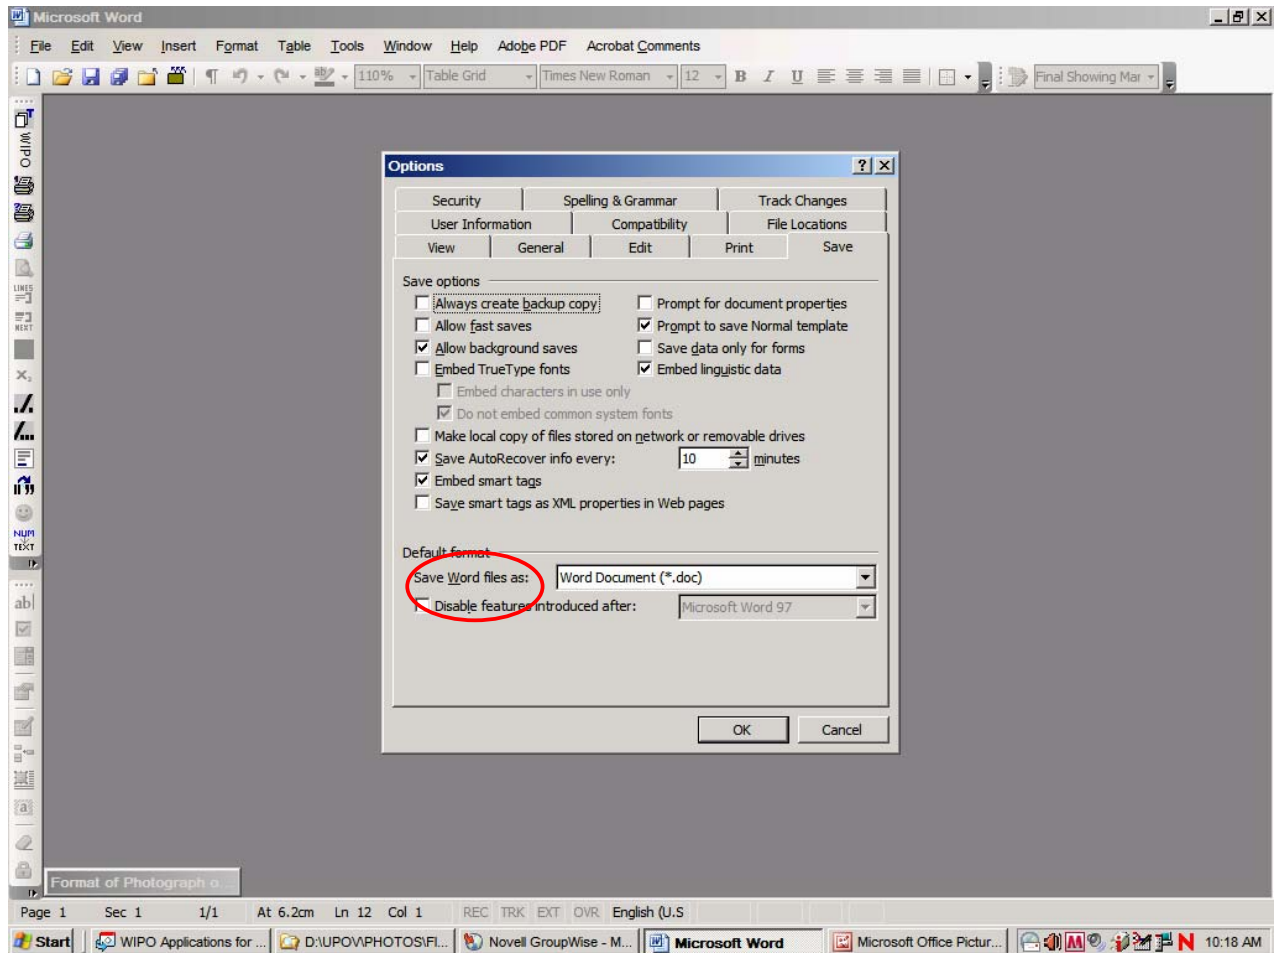 Microsoft Word
File Edit View Insert Format Table Tools Window Help Adobe PDF Acrobat Comments
110% Table Grid Times New Roman 12 B I U Final Showing Mar
WIPO
Options
Security Spelling & Grammar Track Changes
User Information Compatibility File Locations
View General Edit Print Save
Save options
Always create backup copy Prompt for document properties
Allow fast saves Prompt to save Normal template
Allow background saves Save data only for forms
Embed TrueType fonts Embed linguistic data
Embed characters in use only
Do not embed common system fonts
Make local copy of files stored on network or removable drives
Save AutoRecover info every: 10 minutes
Embed smart tags
Save smart tags as XML properties in Web pages
Default format
Save Word files as: Word Document (*.doc)
Disable features introduced after: Microsoft Word 97
OK Cancel
LINES
NEXT
NUM
TEXT
ab
a
Format of Photograph o...
Page 1 Sec 1 1/1 At 6.2cm Ln 12 Col 1 REC TRK EXT OVR English (U.S
Start WIPO Applications for ... D:\UPOV\PHOTOS\FI... Novell GroupWise - M... Microsoft Word Microsoft Office Pictur... M N 10:18 AM